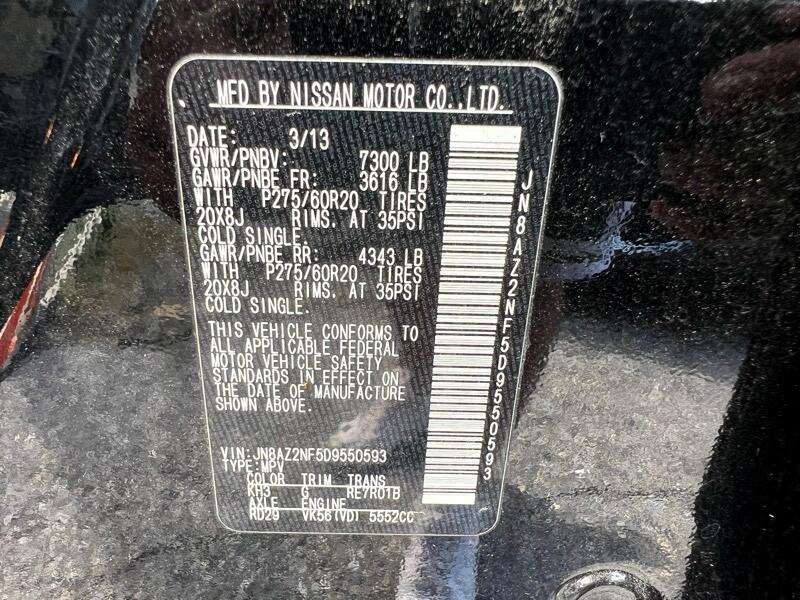 MFD BY NISSAN MOTOR CO.,LTD.
DATE: 3/13
GVWR/PNBV: 7300 LB
GAWR/PNBE FR: 3616 LB
WITH P275/60R20 TIRES
20X8J RIMS. AT 35PSI
COLD SINGLE.
GAWR/PNBE RR: 4343 LB
WITH P275/60R20 TIRES
20X8J RIMS. AT 35PSI
COLD SINGLE.
THIS VEHICLE CONFORMS TO
ALL APPLICABLE FEDERAL
MOTOR VEHICLE SAFETY
STANDARDS IN EFFECT ON
THE DATE OF MANUFACTURE
SHOWN ABOVE.
VIN:JN8AZ2NF5D9550593
TYPE:MPV
COLOR TRIM TRANS
KH3 G RE7R01B
AXLE ENGINE
RD29 VK56(VD) 5552CC
JN8AZ2NF5D9550593